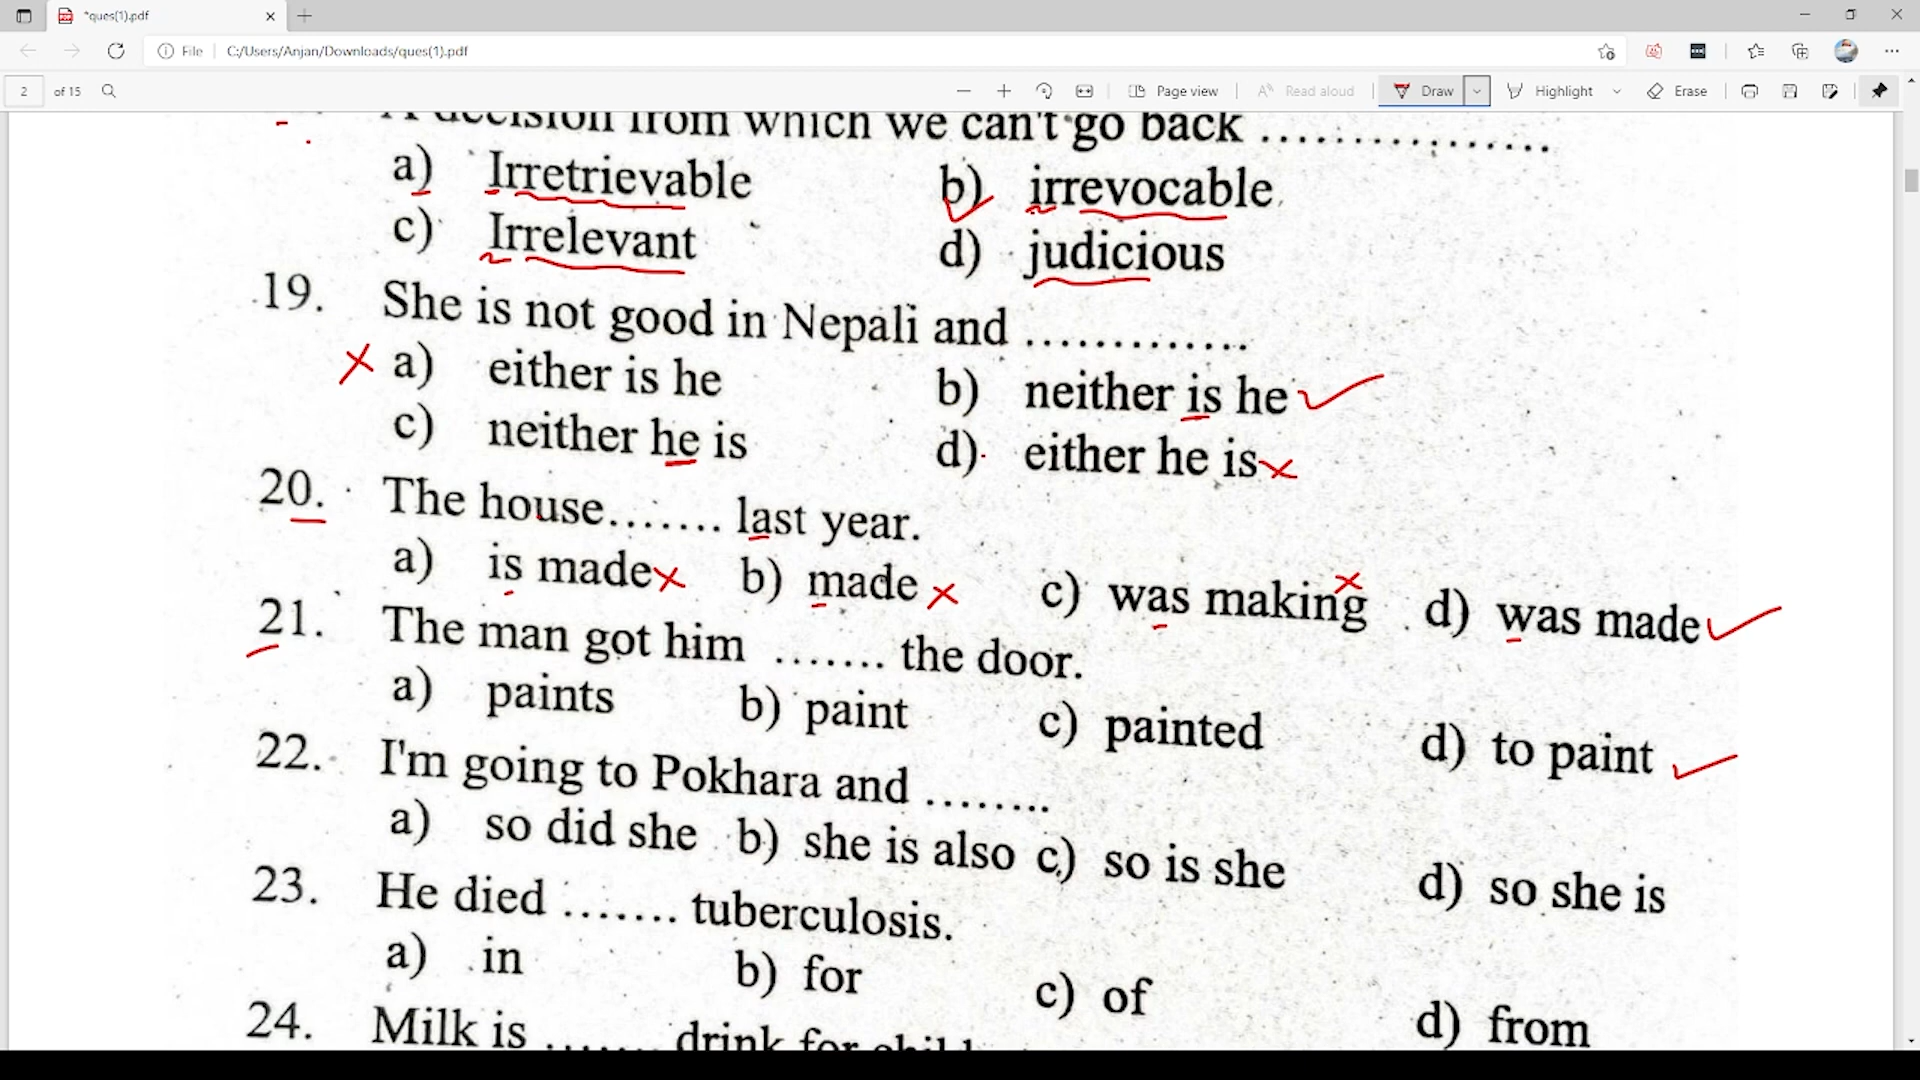 *ques(1).pdf
File C:/Users/Anjan/Downloads/ques(1).pdf
2 of 15 Page view Read aloud Draw Highlight Erase
A decision from which we can't go back ................
a) Irretrievable b) irrevocable
c) Irrelevant d) judicious
19. She is not good in Nepali and .............
a) either is he b) neither is he
c) neither he is d) either he is
20. The house....... last year.
a) is made b) made c) was making d) was made
21. The man got him ....... the door.
a) paints b) paint c) painted d) to paint
22. I'm going to Pokhara and ........
a) so did she b) she is also c) so is she d) so she is
23. He died ....... tuberculosis.
a) in b) for c) of d) from
24. Milk is ....... drink for